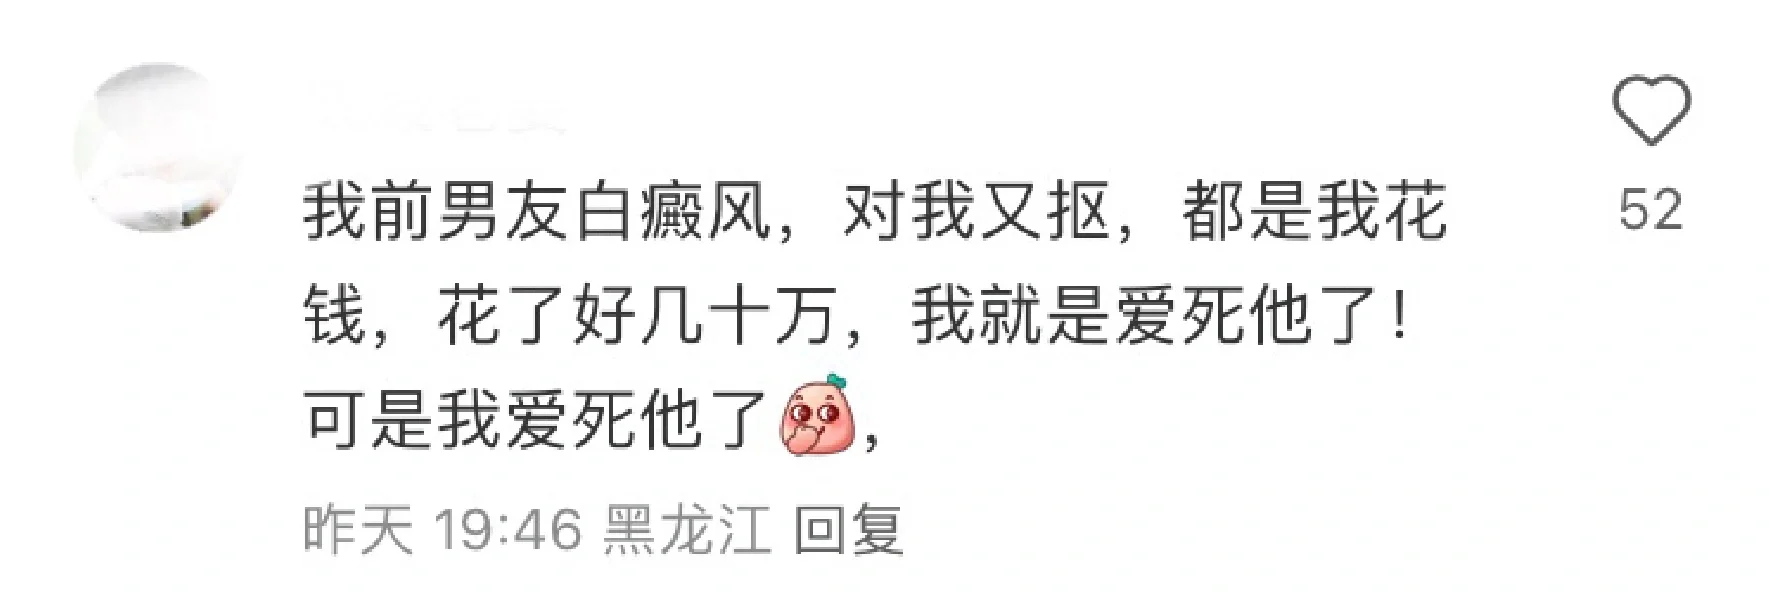 我前男友白癜风，对我又抠，都是我花
钱，花了好几十万，我就是爱死他了！
可是我爱死他了，
昨天 19:46 黑龙江 回复
52